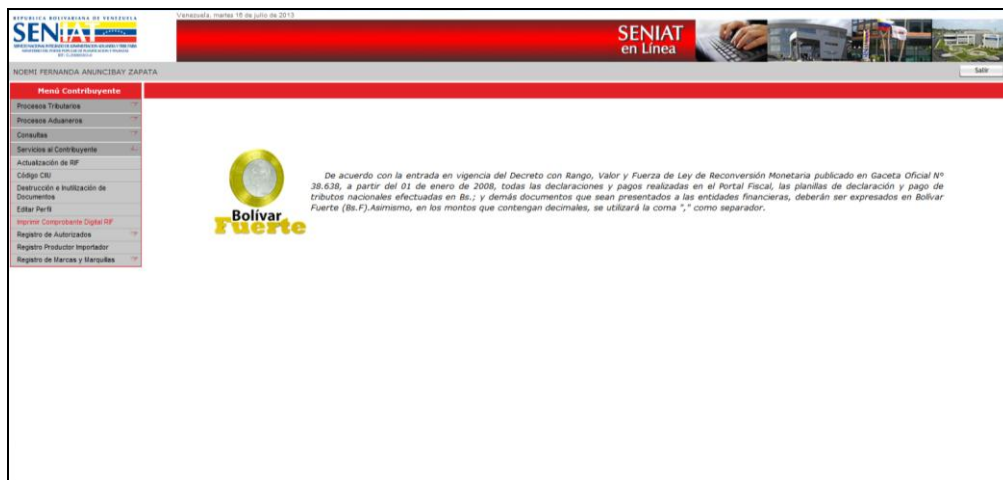 REPUBLICA BOLIVARIANA DE VENEZUELA
SENIAT
Venezuela, martes 16 de julio de 2013
SENIAT
en Línea
NOEMI FERNANDA ANUNCIBAY ZAPATA
Salir
Menú Contribuyente
Procesos Tributarios
Procesos Aduaneros
Consultas
Servicios al Contribuyente
Actualización de RIF
Código CIIU
Destrucción e Inutilización de
Documentos
Editar Perfil
Imprimir Comprobante Digital RIF
Registro de Autorizados
Registro Productor Importador
Registro de Marcas y Marquillas
Bolívar
Fuerte
De acuerdo con la entrada en vigencia del Decreto con Rango, Valor y Fuerza de Ley de Reconversión Monetaria publicado en Gaceta Oficial N°
38.638, a partir del 01 de enero de 2008, todas las declaraciones y pagos realizadas en el Portal Fiscal, las planillas de declaración y pago de
tributos nacionales efectuadas en Bs.; y demás documentos que sean presentados a las entidades financieras, deberán ser expresados en Bolívar
Fuerte (Bs.F).Asimismo, en los montos que contengan decimales, se utilizará la coma "," como separador.